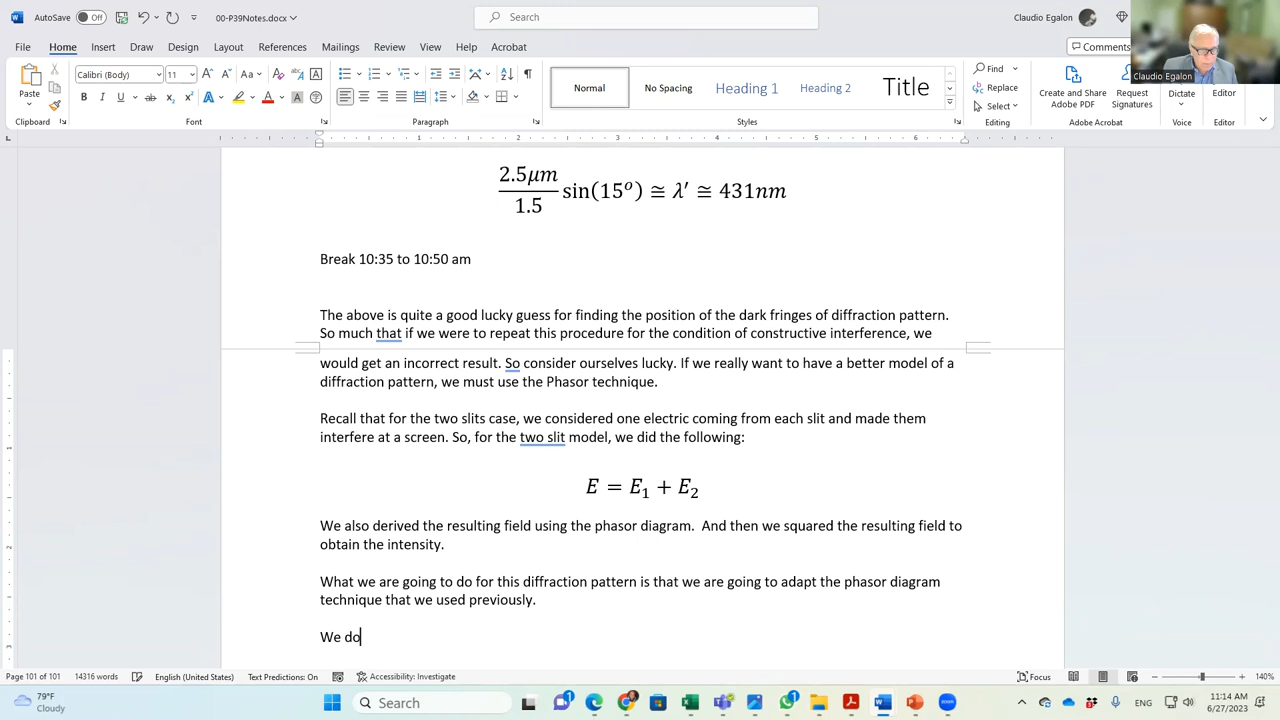 AutoSave Off 00-P39Notes.docx Search Claudio Egalon
File Home Insert Draw Design Layout References Mailings Review View Help Acrobat Comments
Claudio Egalon
Calibri (Body) 11 Find
Paste Normal No Spacing Heading 1 Heading 2 Title Replace Create and Share Adobe PDF Request Signatures Dictate Editor
Select
Clipboard Font Paragraph Styles Editing Adobe Acrobat Voice Editor
1 2 3 4 5 6
2.5μm/1.5 sin(15°) ≅ λ′ ≅ 431nm
Break 10:35 to 10:50 am
The above is quite a good lucky guess for finding the position of the dark fringes of diffraction pattern.
So much that if we were to repeat this procedure for the condition of constructive interference, we
would get an incorrect result. So consider ourselves lucky. If we really want to have a better model of a
diffraction pattern, we must use the Phasor technique.
Recall that for the two slits case, we considered one electric coming from each slit and made them
interfere at a screen. So, for the two slit model, we did the following:
E = E₁ + E₂
We also derived the resulting field using the phasor diagram. And then we squared the resulting field to
obtain the intensity.
What we are going to do for this diffraction pattern is that we are going to adapt the phasor diagram
technique that we used previously.
We do
Page 101 of 101 14316 words English (United States) Text Predictions: On Accessibility: Investigate Focus 140%
79°F
Cloudy
Search
ENG
11:14 AM
6/27/2023